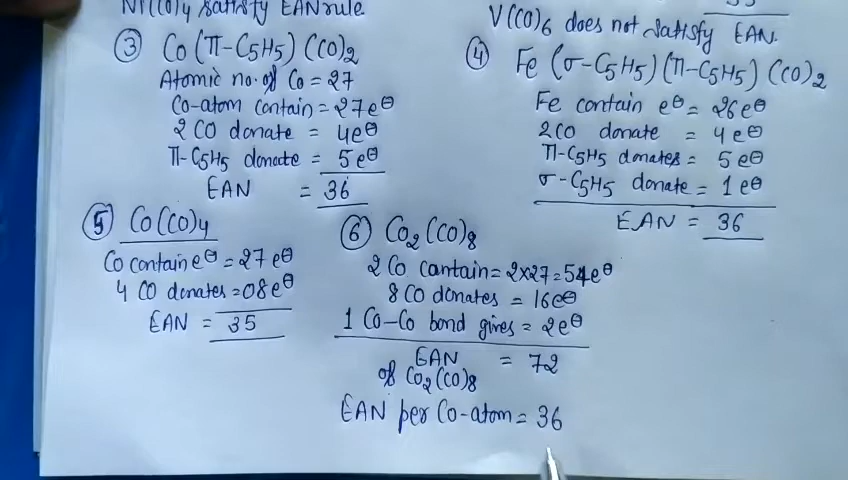 Ni(CO)4 satisfy EAN rule
③ Co (π-C5H5) (CO)2
Atomic no. of Co = 27
Co-atom contain = 27e⊖
2 CO donate = 4e⊖
π-C5H5 donate = 5e⊖
EAN = 36
V(CO)6 does not satisfy EAN.
④ Fe (σ-C5H5) (π-C5H5) (CO)2
Fe contain e⊖ = 26e⊖
2CO donate = 4e⊖
π-C5H5 donates = 5e⊖
σ-C5H5 donate = 1e⊖
EAN = 36
⑤ Co(CO)4
Co contain e⊖ = 27e⊖
4 CO donates = 08e⊖
EAN = 35
⑥ Co2(CO)8
2 Co contain = 2x27 = 54e⊖
8 CO donates = 16e⊖
1 Co-Co bond gives = 2e⊖
EAN = 72
of Co2(CO)8
EAN per Co-atom = 36